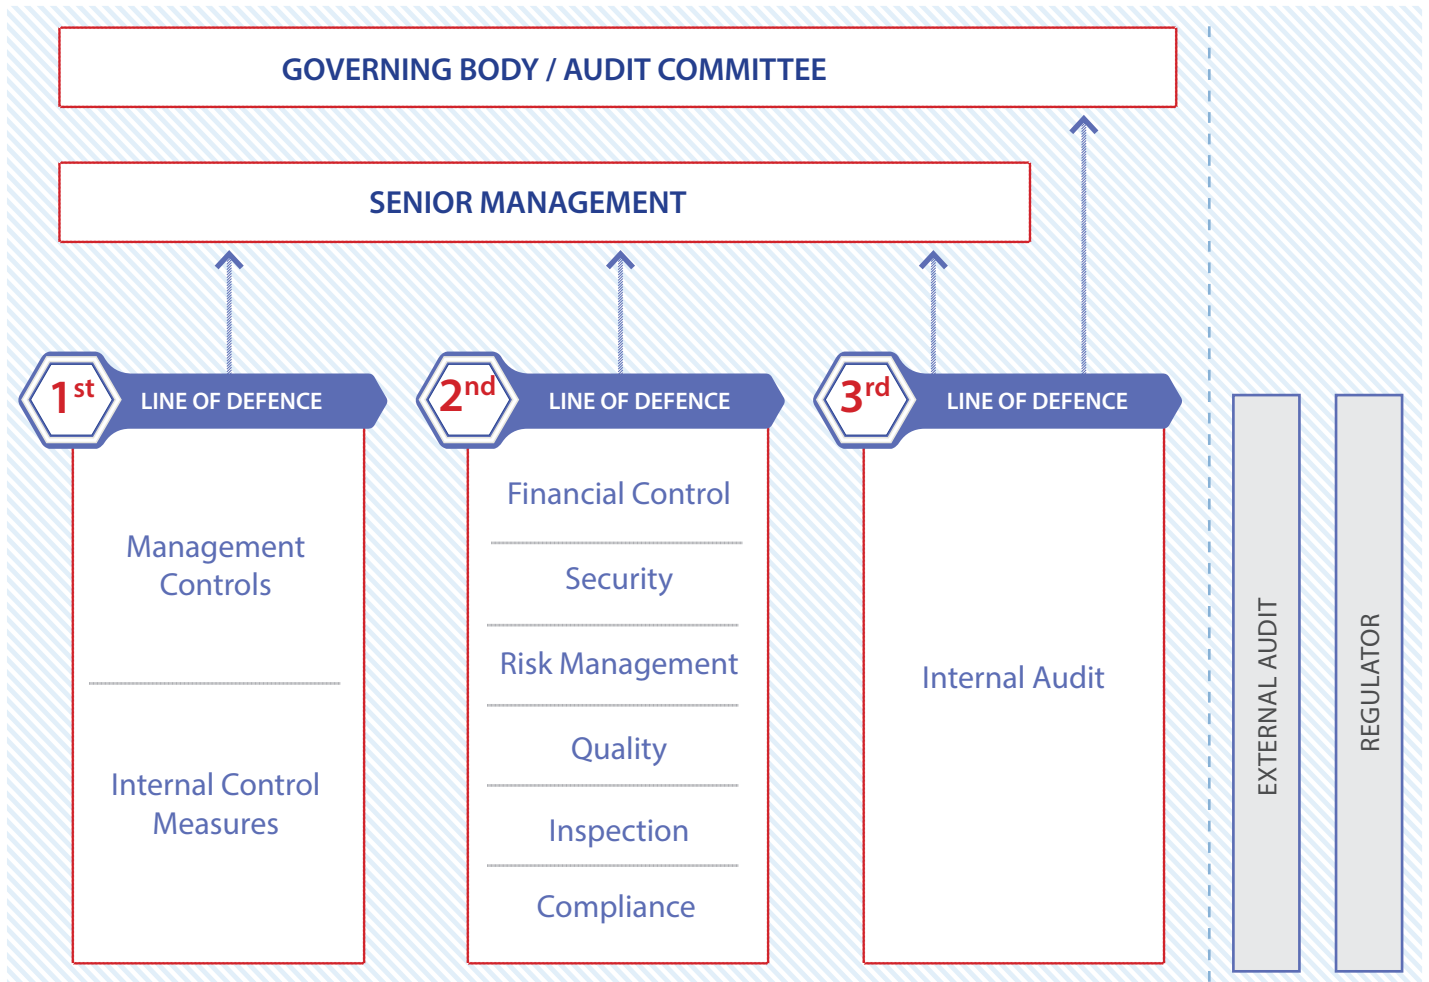 GOVERNING BODY / AUDIT COMMITTEE
SENIOR MANAGEMENT
1st LINE OF DEFENCE
Management
Controls
Internal Control
Measures
2nd LINE OF DEFENCE
Financial Control
Security
Risk Management
Quality
Inspection
Compliance
3rd LINE OF DEFENCE
Internal Audit
EXTERNAL AUDIT
REGULATOR